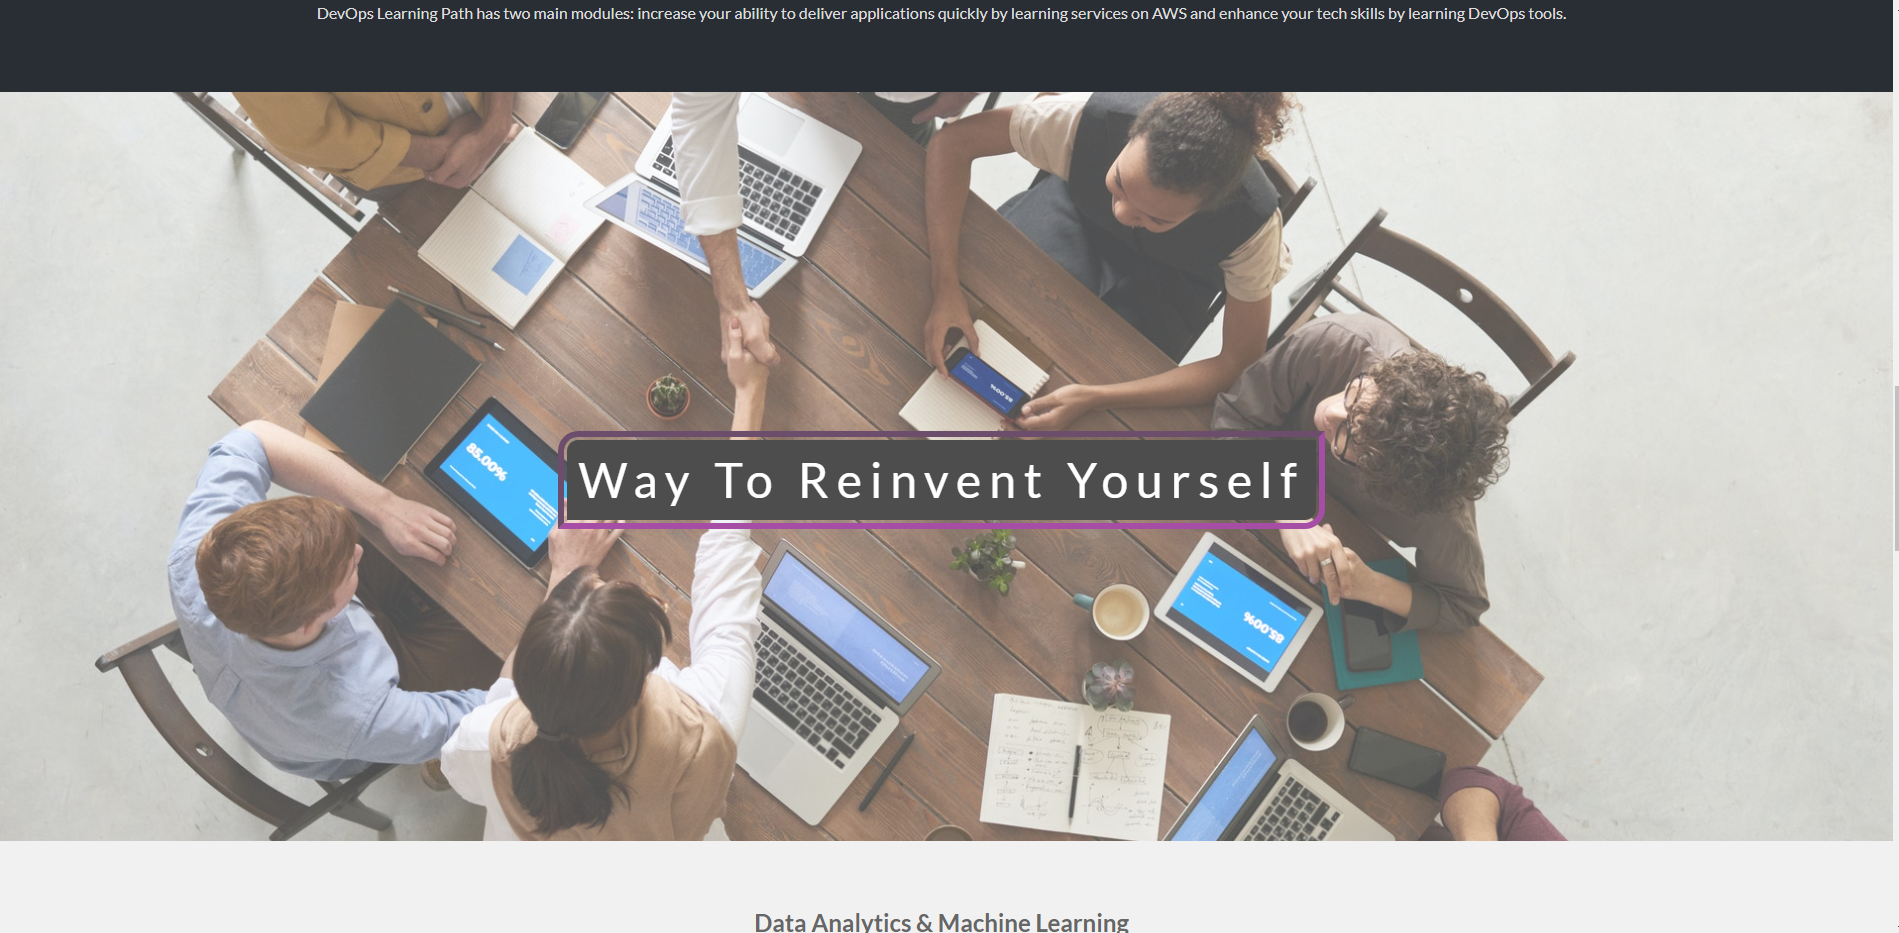 DevOps Learning Path has two main modules: increase your ability to deliver applications quickly by learning services on AWS and enhance your tech skills by learning DevOps tools.
85.00%
85.00%
Way To Reinvent Yourself
85.00%
Data Analytics & Machine Learning